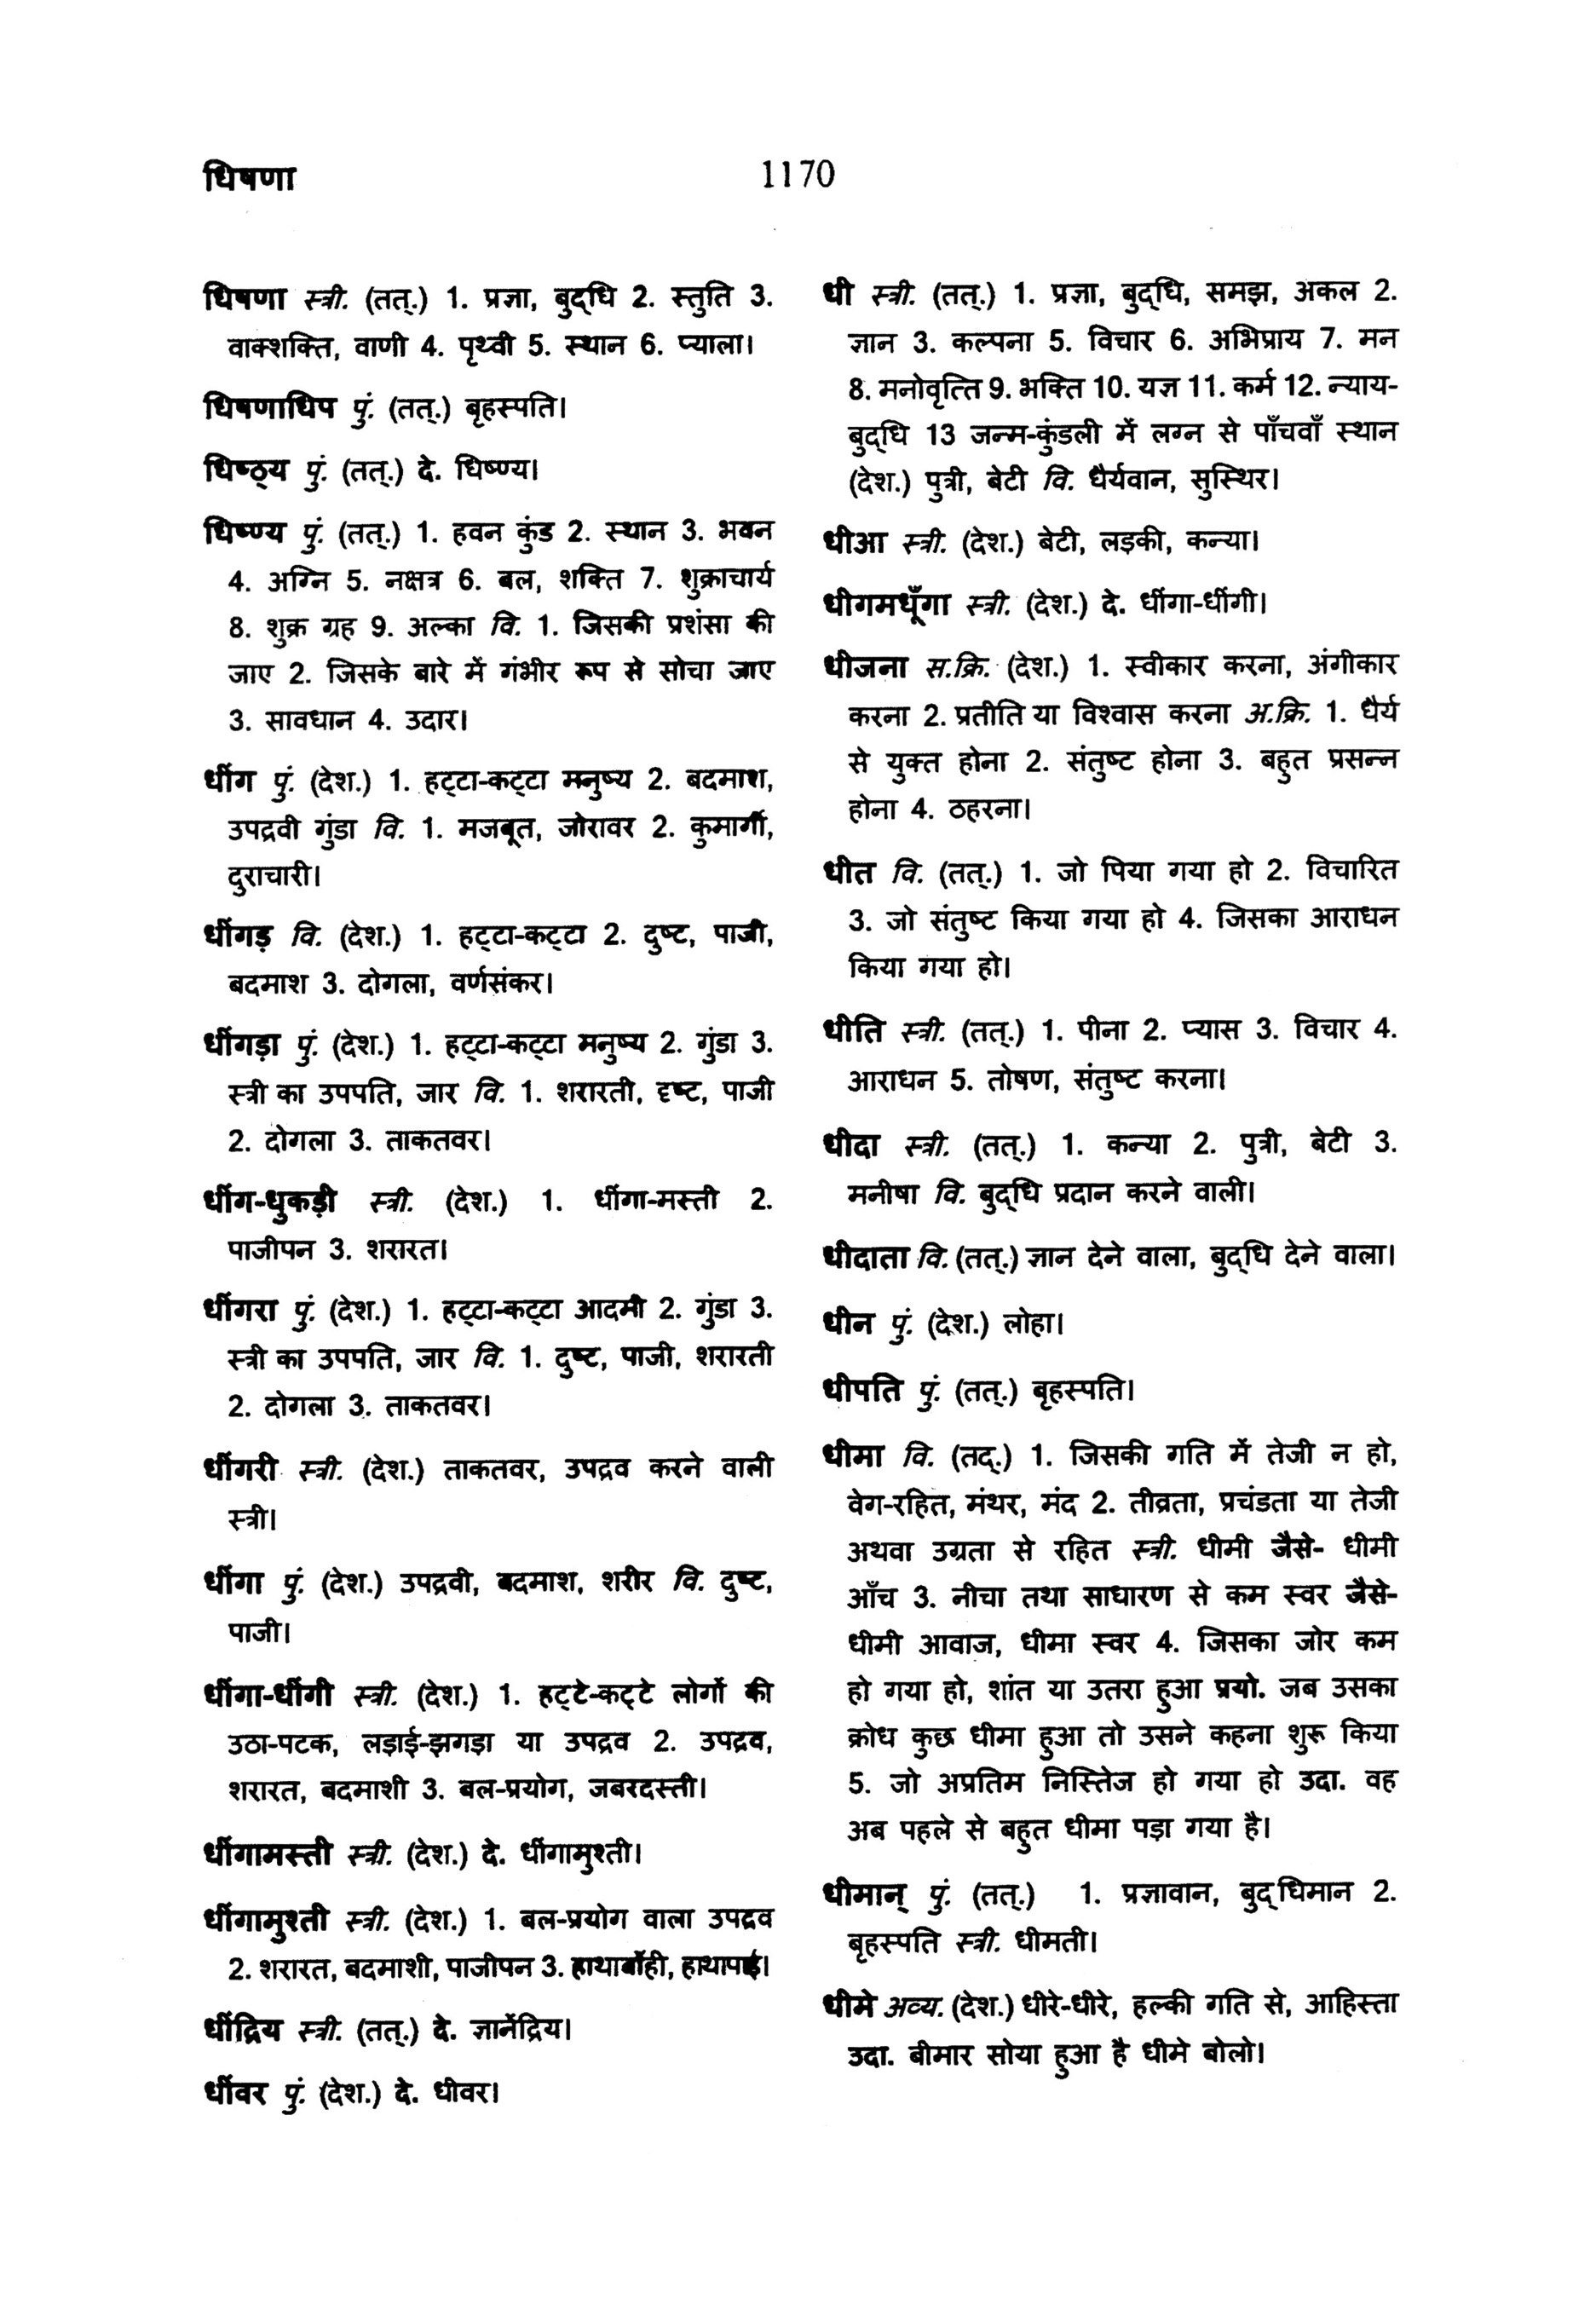 धिषणा
1170
धिषणा स्त्री. (तत्.) 1. प्रज्ञा, बुद्धि 2. स्तुति 3.
वाक्शक्ति, वाणी 4. पृथ्वी 5. स्थान 6. प्याला।
धिषणाधिप पुं. (तत्.) बृहस्पति।
धिष्ठ्य पुं. (तत्.) दे. धिष्ण्य।
धिष्ण्य पुं. (तत्.) 1. हवन कुंड 2. स्थान 3. भवन
4. अग्नि 5. नक्षत्र 6. बल, शक्ति 7. शुक्राचार्य
8. शुक्र ग्रह 9. अल्का वि. 1. जिसकी प्रशंसा की
जाए 2. जिसके बारे में गंभीर रूप से सोचा जाए
3. सावधान 4. उदार।
धींग पुं. (देश.) 1. हट्टा-कट्टा मनुष्य 2. बदमाश,
उपद्रवी गुंडा वि. 1. मजबूत, जोरावर 2. कुमार्गी,
दुराचारी।
धींगड़ वि. (देश.) 1. हट्टा-कट्टा 2. दुष्ट, पाजी,
बदमाश 3. दोगला, वर्णसंकर।
धींगड़ा पुं. (देश.) 1. हट्टा-कट्टा मनुष्य 2. गुंडा 3.
स्त्री का उपपति, जार वि. 1. शरारती, दृष्ट, पाजी
2. दोगला 3. ताकतवर।
धींग-धुकड़ी स्त्री. (देश.) 1. धींगा-मस्ती 2.
पाजीपन 3. शरारत।
धींगरा पुं. (देश.) 1. हट्टा-कट्टा आदमी 2. गुंडा 3.
स्त्री का उपपति, जार वि. 1. दुष्ट, पाजी, शरारती
2. दोगला 3. ताकतवर।
धींगरी स्त्री. (देश.) ताकतवर, उपद्रव करने वाली
स्त्री।
धींगा पुं. (देश.) उपद्रवी, बदमाश, शरीर वि. दुष्ट,
पाजी।
धींगा-धींगी स्त्री. (देश.) 1. हट्टे-कट्टे लोगों की
उठा-पटक, लड़ाई-झगड़ा या उपद्रव 2. उपद्रव,
शरारत, बदमाशी 3. बल-प्रयोग, जबरदस्ती।
धींगामस्ती स्त्री. (देश.) दे. धींगामुश्ती।
धींगामुश्ती स्त्री. (देश.) 1. बल-प्रयोग वाला उपद्रव
2. शरारत, बदमाशी, पाजीपन 3. हाथाबाँही, हाथापाई।
धींद्रिय स्त्री. (तत्.) दे. ज्ञानेंद्रिय।
धींवर पुं. (देश.) दे. धीवर।
धी स्त्री. (तत्.) 1. प्रज्ञा, बुद्धि, समझ, अकल 2.
ज्ञान 3. कल्पना 5. विचार 6. अभिप्राय 7. मन
8. मनोवृत्ति 9. भक्ति 10. यज्ञ 11. कर्म 12. न्याय-
बुद्धि 13 जन्म-कुंडली में लग्न से पाँचवाँ स्थान
(देश.) पुत्री, बेटी वि. धैर्यवान, सुस्थिर।
धीआ स्त्री. (देश.) बेटी, लड़की, कन्या।
धीगमधूँगा स्त्री. (देश.) दे. धींगा-धींगी।
धीजना स.क्रि. (देश.) 1. स्वीकार करना, अंगीकार
करना 2. प्रतीति या विश्वास करना अ.क्रि. 1. धैर्य
से युक्त होना 2. संतुष्ट होना 3. बहुत प्रसन्न
होना 4. ठहरना।
धीत वि. (तत्.) 1. जो पिया गया हो 2. विचारित
3. जो संतुष्ट किया गया हो 4. जिसका आराधन
किया गया हो।
धीति स्त्री. (तत्.) 1. पीना 2. प्यास 3. विचार 4.
आराधन 5. तोषण, संतुष्ट करना।
धीदा स्त्री. (तत्.) 1. कन्या 2. पुत्री, बेटी 3.
मनीषा वि. बुद्धि प्रदान करने वाली।
धीदाता वि. (तत्.) ज्ञान देने वाला, बुद्धि देने वाला।
धीन पुं. (देश.) लोहा।
धीपति पुं. (तत्.) बृहस्पति।
धीमा वि. (तद्.) 1. जिसकी गति में तेजी न हो,
वेग-रहित, मंथर, मंद 2. तीव्रता, प्रचंडता या तेजी
अथवा उग्रता से रहित स्त्री. धीमी जैसे- धीमी
आँच 3. नीचा तथा साधारण से कम स्वर जैसे-
धीमी आवाज, धीमा स्वर 4. जिसका जोर कम
हो गया हो, शांत या उतरा हुआ प्रयो. जब उसका
क्रोध कुछ धीमा हुआ तो उसने कहना शुरू किया
5. जो अप्रतिम निस्तेज हो गया हो उदा. वह
अब पहले से बहुत धीमा पड़ा गया है।
धीमान् पुं. (तत्.) 1. प्रज्ञावान, बुद्धिमान 2.
बृहस्पति स्त्री. धीमती।
धीमे अव्य. (देश.) धीरे-धीरे, हल्की गति से, आहिस्ता
उदा. बीमार सोया हुआ है धीमे बोलो।